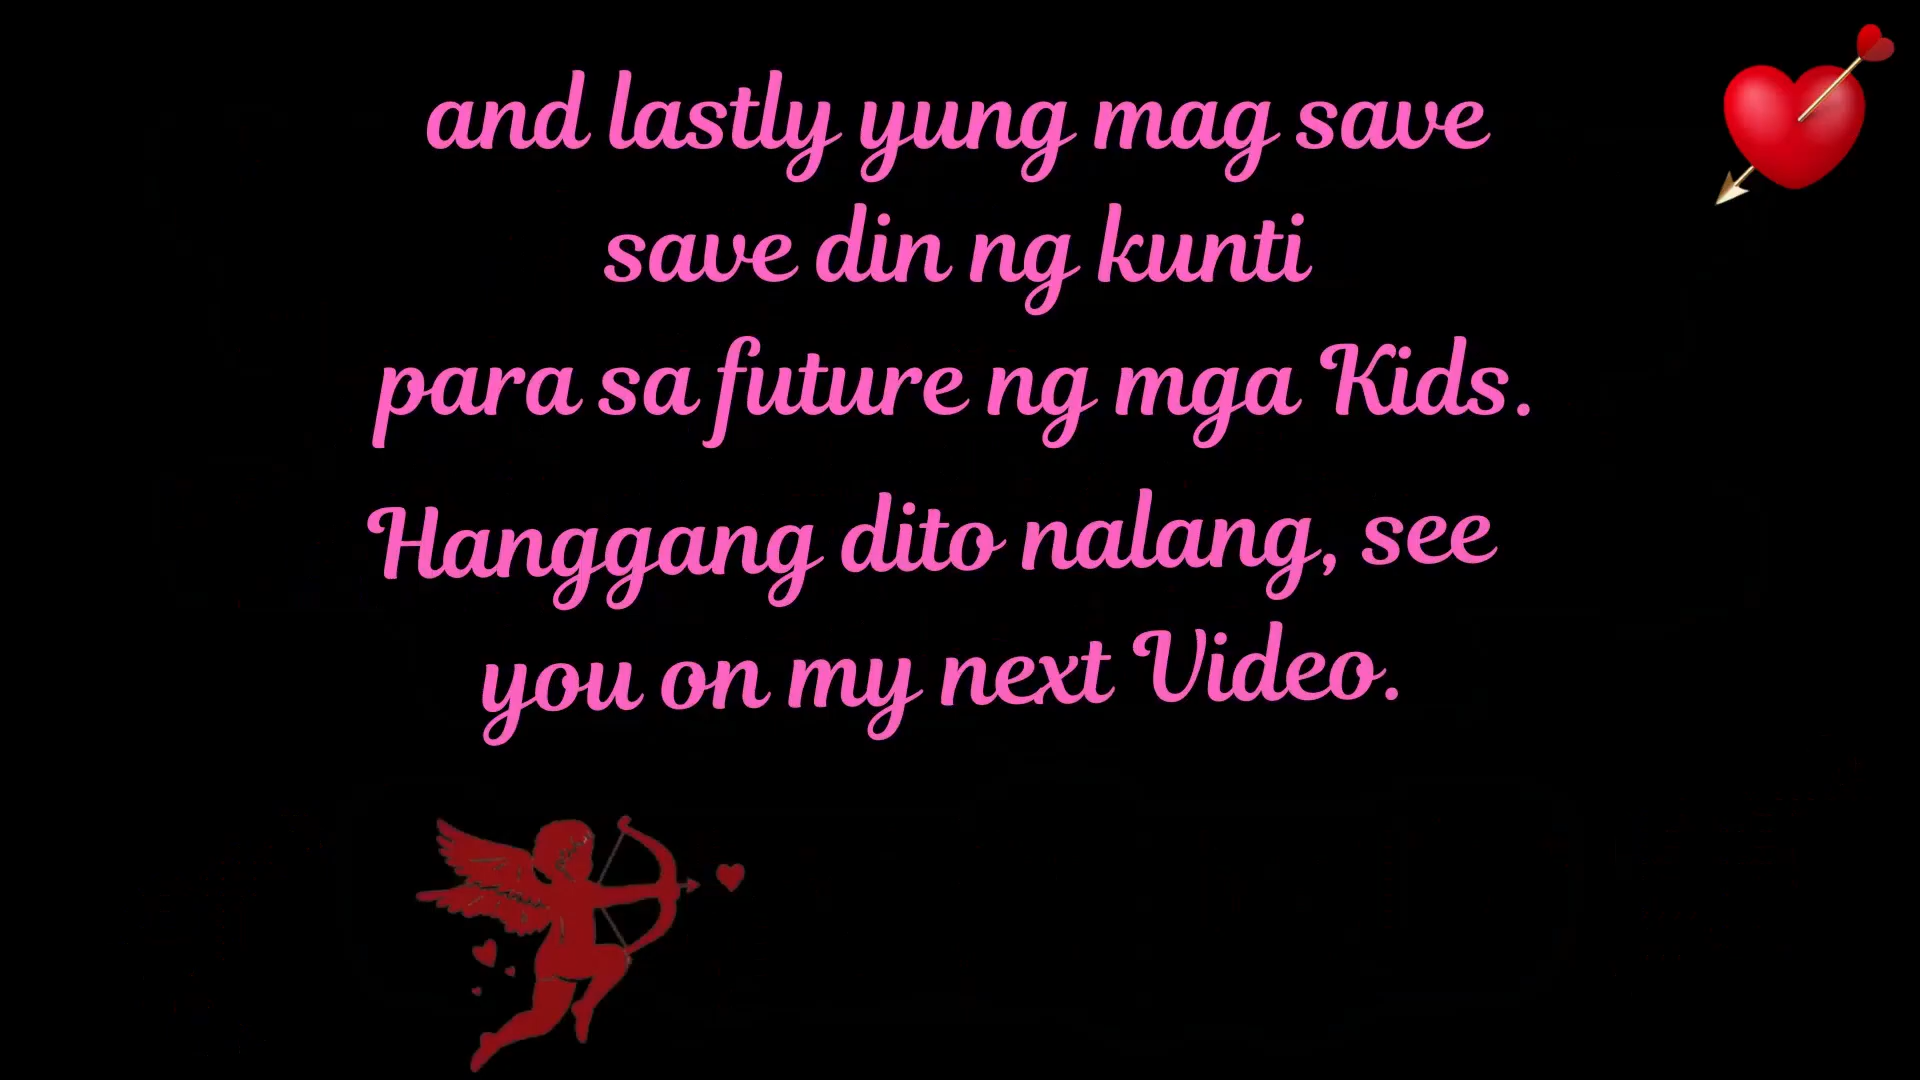 and lastly yung mag save
save din ng kunti
para sa future ng mga Kids.
Hanggang dito nalang, see
you on my next Video.